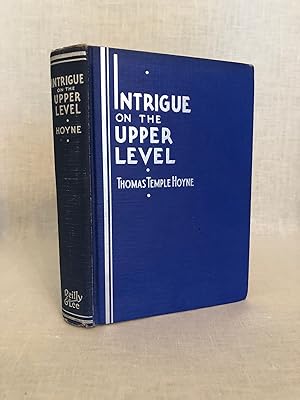 INTRIGUE
ON THE
UPPER
LEVEL
HOYNE
Reilly
& Lee
INTRIGUE
ON THE
UPPER
LEVEL
THOMAS TEMPLE HOYNE